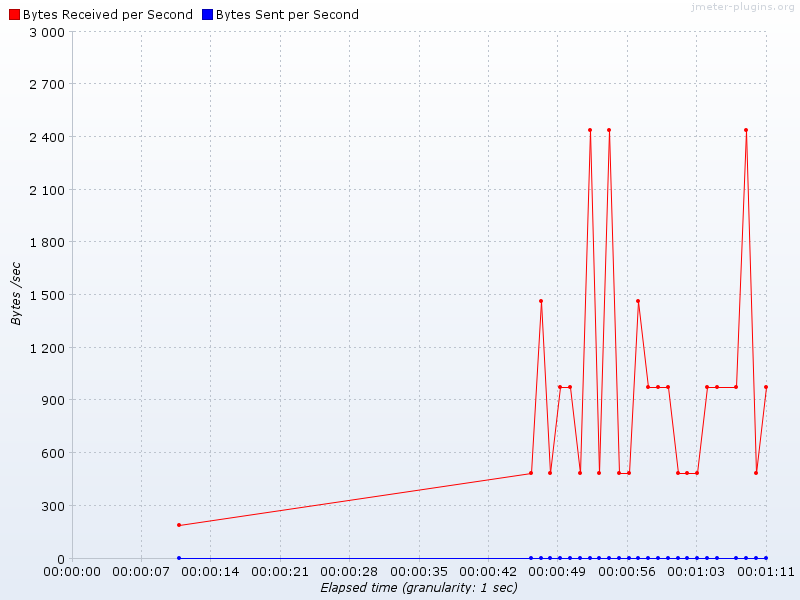 jmeter-plugins.org
Bytes Received per Second Bytes Sent per Second
3 000
2 700
2 400
2 100
1 800
1 500
1 200
900
600
300
0
Bytes /sec
00:00:00 00:00:07 00:00:14 00:00:21 00:00:28 00:00:35 00:00:42 00:00:49 00:00:56 00:01:03 00:01:11
Elapsed time (granularity: 1 sec)